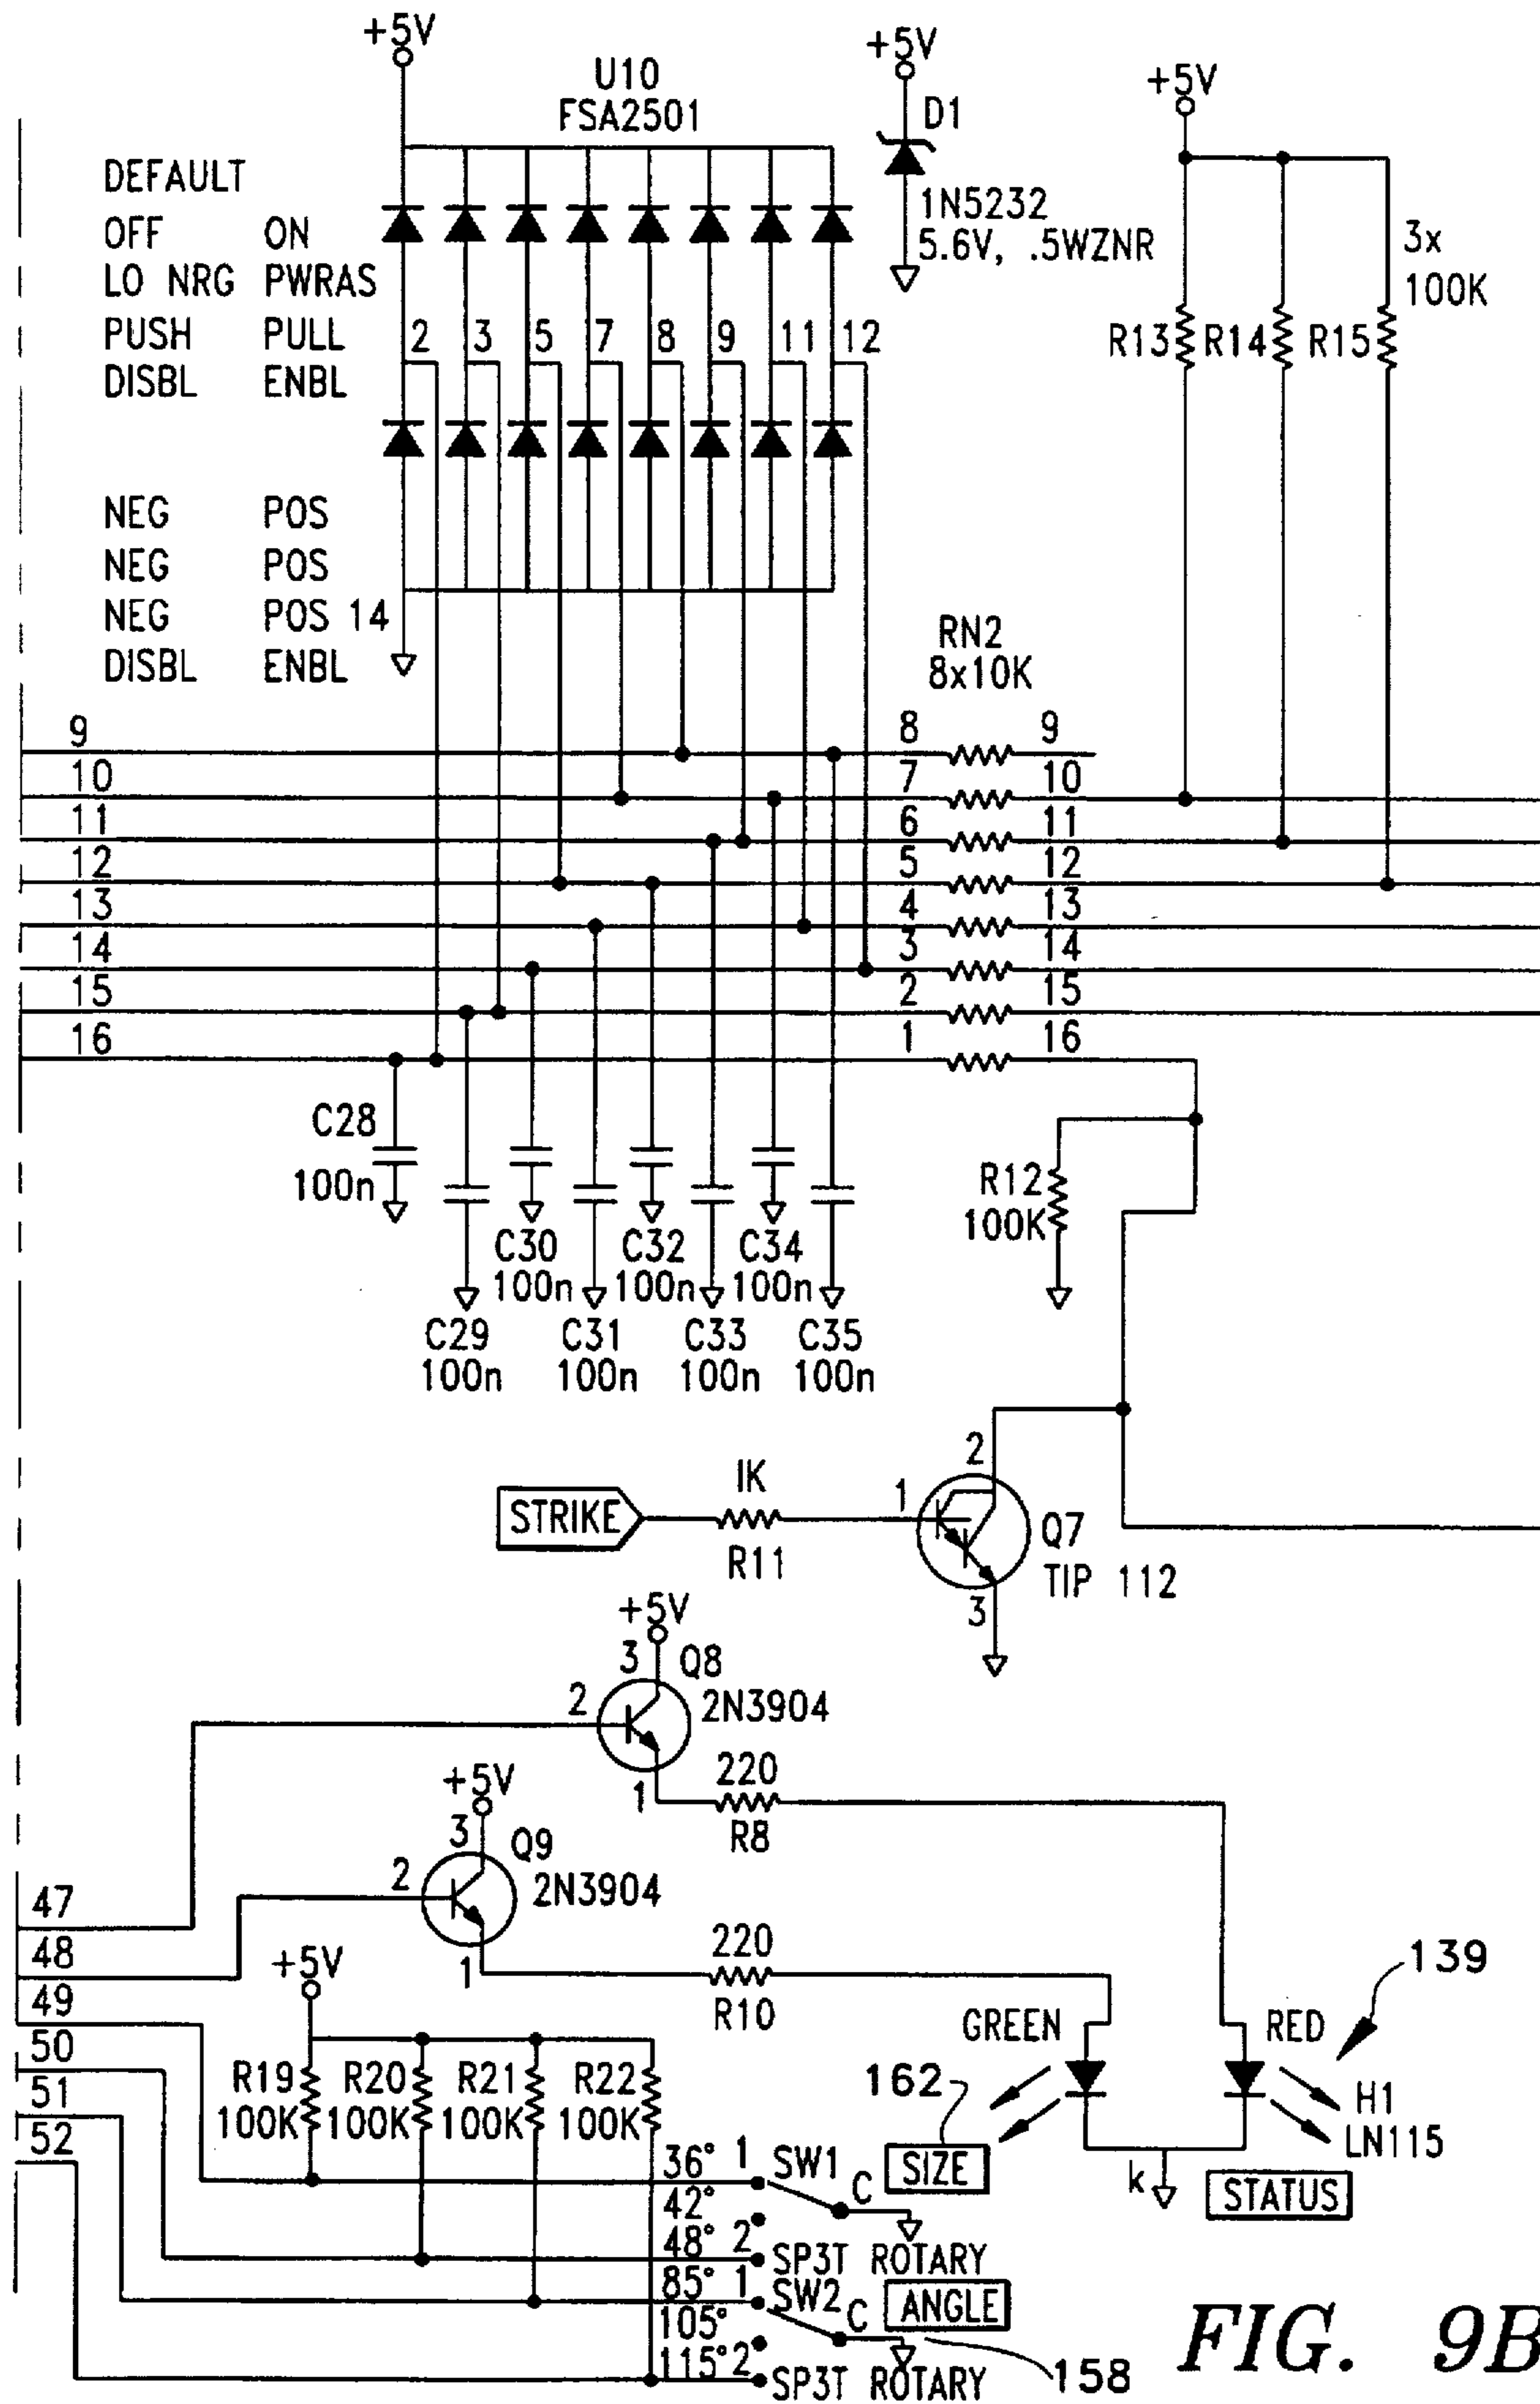 +5V
U10
FSA2501
+5V
D1
+5V
DEFAULT
OFF ON
LO NRG PWRAS
PUSH PULL
DISBL ENBL
1N5232
5.6V, .5WZNR
3x
100K
2 3 5 7 8 9 11 12
R13 R14 R15
NEG POS
NEG POS
NEG POS 14
DISBL ENBL
RN2
8x10K
9 8 9
10 7 10
11 6 11
12 5 12
13 4 13
14 3 14
15 2 15
16 1 16
C28
100n
R12
100K
C30 C32 C34
100n 100n 100n
C29 C31 C33 C35
100n 100n 100n 100n
STRIKE
IK
R11
1
2
3
Q7
TIP 112
+5V
3 Q8
2 2N3904
1
220
R8
+5V
3 Q9
2 2N3904
1
220
R10
47
48
49
50
51
52
+5V
R19 R20 R21 R22
100K 100K 100K 100K
GREEN RED
139
162
H1
LN115
SIZE
k
STATUS
36° 1 SW1 C
42°
48° 2 SP3T ROTARY
85° 1 SW2 C ANGLE
105°
115° 2 SP3T ROTARY
158
FIG. 9B